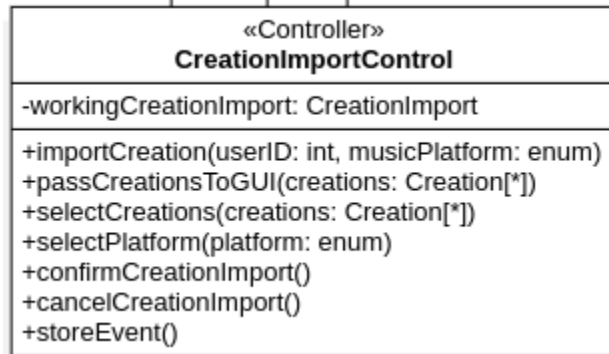 «Controller»
CreationImportControl
-workingCreationImport: CreationImport
+importCreation(userID: int, musicPlatform: enum)
+passCreationsToGUI(creations: Creation[*])
+selectCreations(creations: Creation[*])
+selectPlatform(platform: enum)
+confirmCreationImport()
+cancelCreationImport()
+storeEvent()